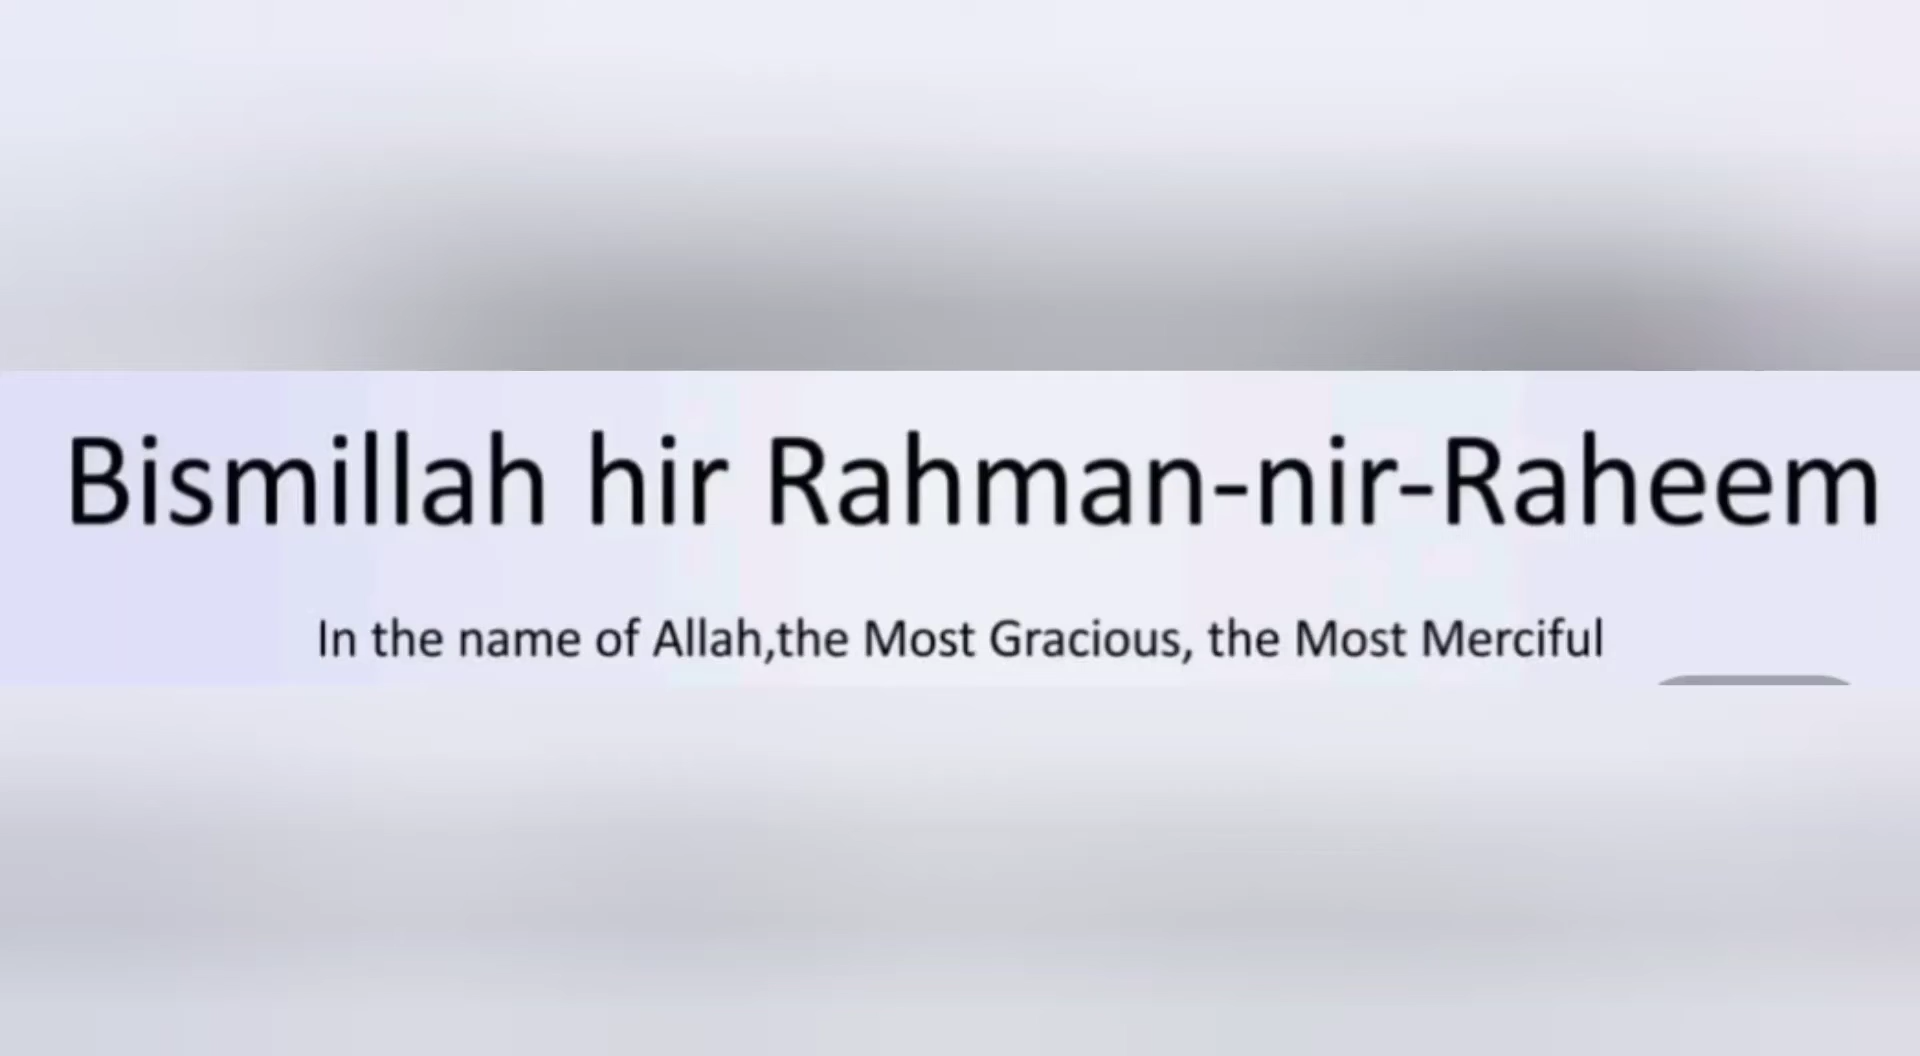 Bismillah hir Rahman-nir-Raheem
In the name of Allah,the Most Gracious, the Most Merciful